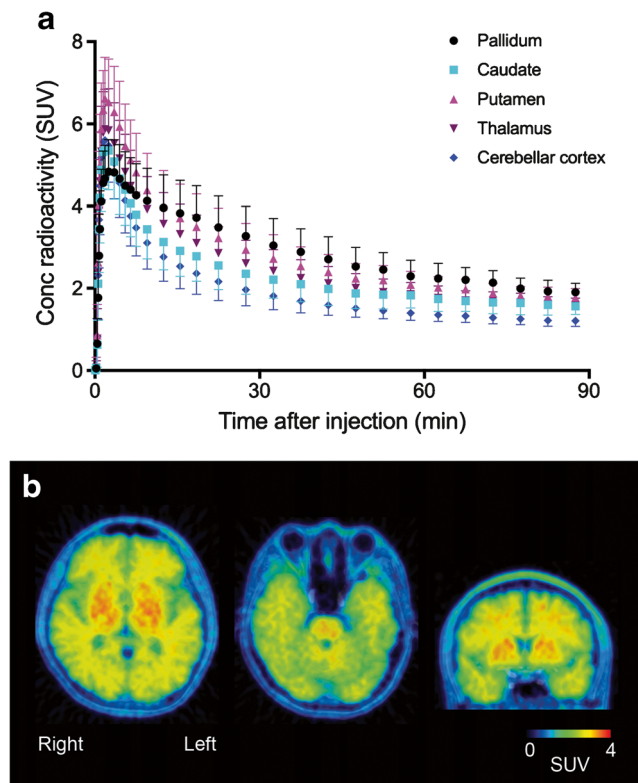 a
Conc radioactivity (SUV)
8
6
4
2
0
0
30
60
90
Time after injection (min)
Pallidum
Caudate
Putamen
Thalamus
Cerebellar cortex
b
Right
Left
0
4
SUV